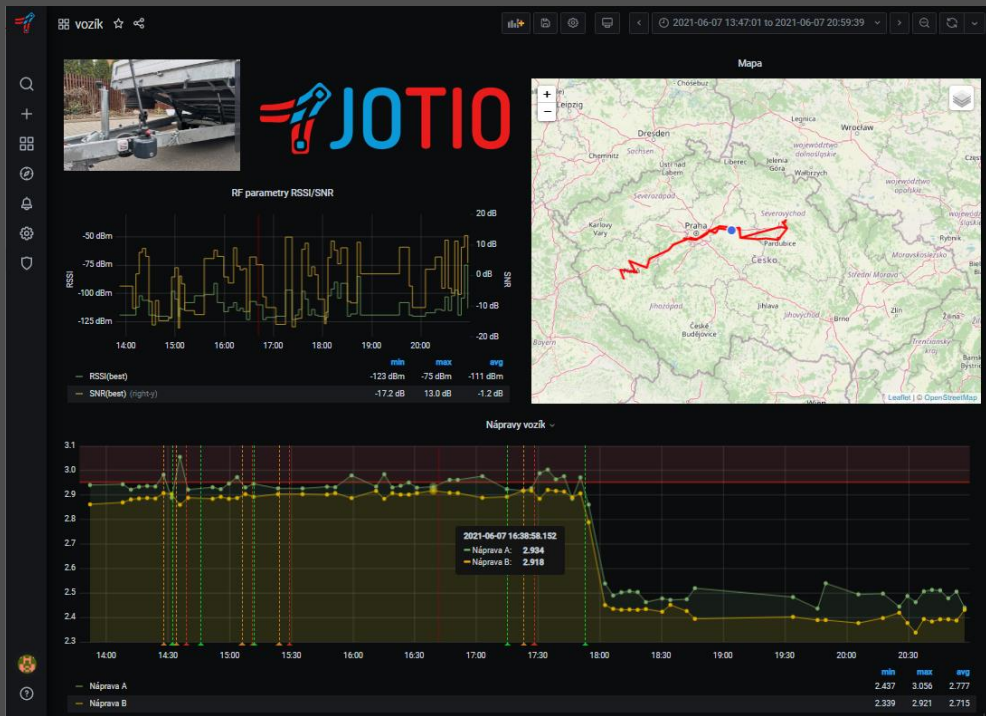 vozík
2021-06-07 13:47:01 to 2021-06-07 20:59:39
JOTIO
Mapa
+
−
Chosebuz
Leipzig
Legnica
Wrocław
Dresden
województwo
dolnośląskie
Chemnitz
Sachsen
Ústí nad
Labem
Liberec
Jelenia
Góra
Wałbrzych
Severozápad
województwo
opolskie
Karlovy
Vary
Praha
Severovýchod
Pardubice
Rybnik
Česko
Moravskoslezsko
Střední Morava
Jihozápad
Jihlava
Jihovýchod
Brno
Zlín
Žilina
České
Budějovice
Trenčiansky
kraj
Bayern
Wien
Leaflet | © OpenStreetMap
RF parametry RSSI/SNR
20 dB
-50 dBm
10 dB
-75 dBm
0 dB
RSSI
SNR
-100 dBm
-10 dB
-125 dBm
-20 dB
14:00 15:00 16:00 17:00 18:00 19:00 20:00
min max avg
RSSI(best) -123 dBm -75 dBm -111 dBm
SNR(best) (right-y) -17.2 dB 13.0 dB -1.2 dB
Nápravy vozík
3.1
3.0
2.9
2.8
2.7
2.6
2.5
2.4
2.3
2021-06-07 16:38:58.152
Náprava A: 2.934
Náprava B: 2.918
14:00 14:30 15:00 15:30 16:00 16:30 17:00 17:30 18:00 18:30 19:00 19:30 20:00 20:30
min max avg
Náprava A 2.437 3.056 2.777
Náprava B 2.339 2.921 2.715